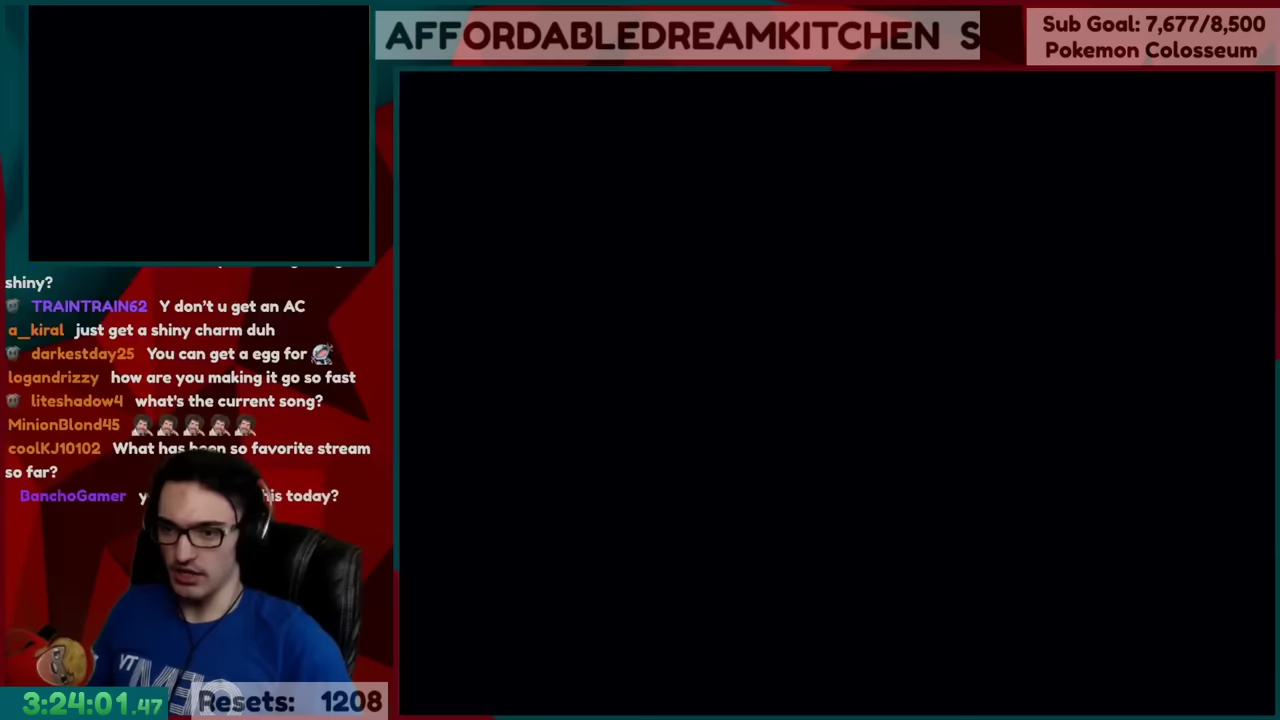 AFFORDABLEDREAMKITCHEN S
Sub Goal: 7,677/8,500
Pokemon Colosseum
shiny?
TRAINTRAIN62 Y don't u get an AC
a__kiral just get a shiny charm duh
darkestday25 You can get a egg for
logandrizzy how are you making it go so fast
liteshadow4 what's the current song?
MinionBlond45
coolKJ10102 What has been so favorite stream
so far?
BanchoGamer this today?
YT
3:24:01.47
Resets: 1208